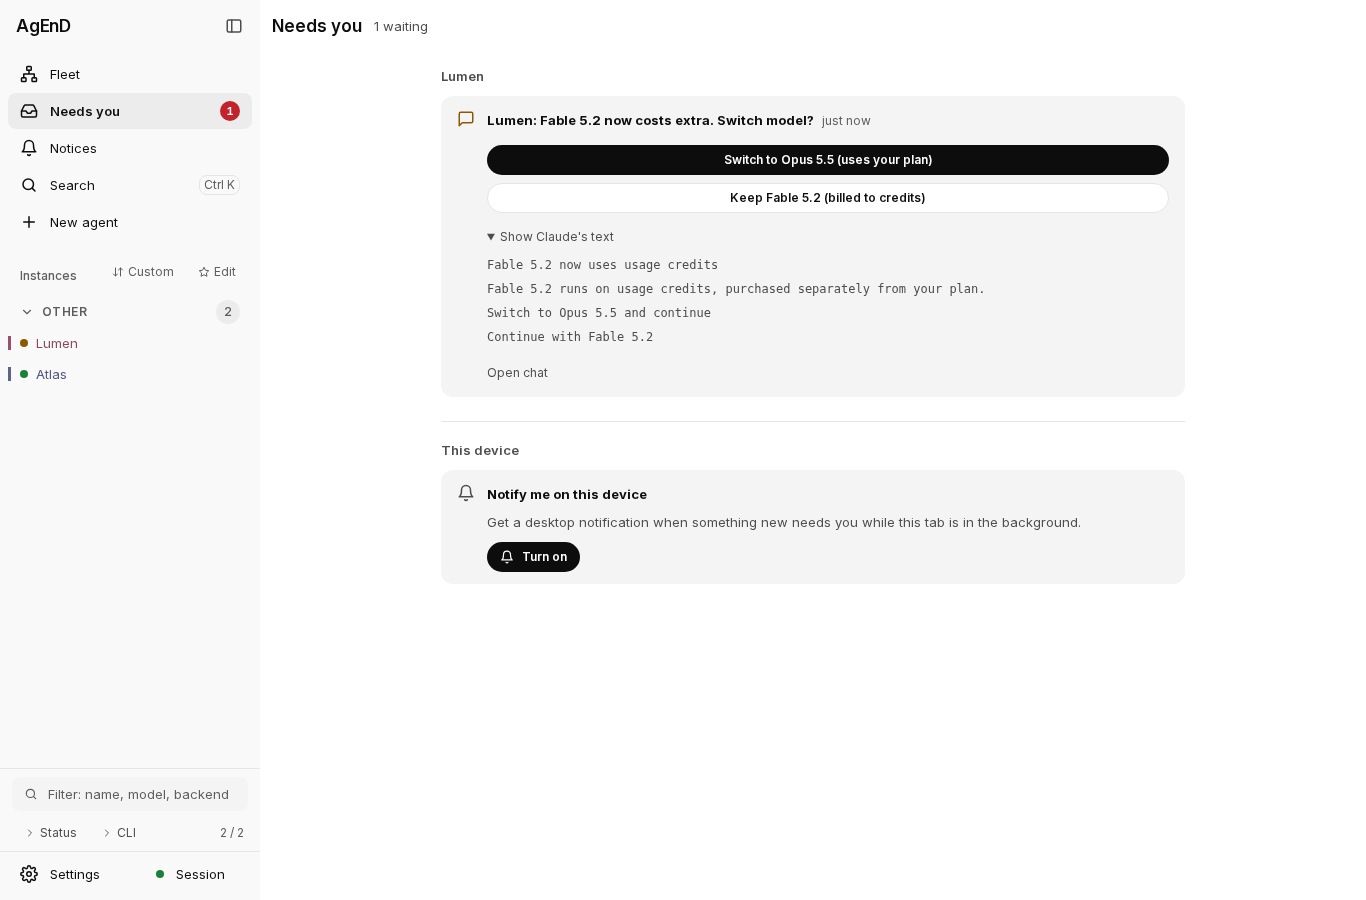 AgEnD
Fleet
Needs you 1
Notices
Search Ctrl K
New agent
Instances Custom Edit
OTHER 2
Lumen
Atlas
Filter: name, model, backend
Status CLI 2 / 2
Settings Session
Needs you 1 waiting
Lumen
Lumen: Fable 5.2 now costs extra. Switch model? just now
Switch to Opus 5.5 (uses your plan)
Keep Fable 5.2 (billed to credits)
Show Claude's text
Fable 5.2 now uses usage credits
Fable 5.2 runs on usage credits, purchased separately from your plan.
Switch to Opus 5.5 and continue
Continue with Fable 5.2
Open chat
This device
Notify me on this device
Get a desktop notification when something new needs you while this tab is in the background.
Turn on